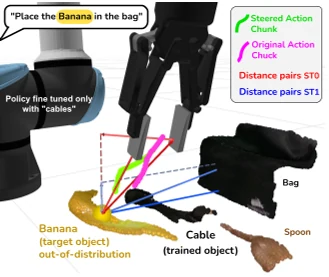 "Place the Banana in the bag"
Steered Action
Chunk
Original Action
Chuck
Distance pairs ST0
Distance pairs ST1
Policy fine tuned only
with "cables"
Bag
Banana
(target object)
out-of-distribution
Cable
(trained object)
Spoon